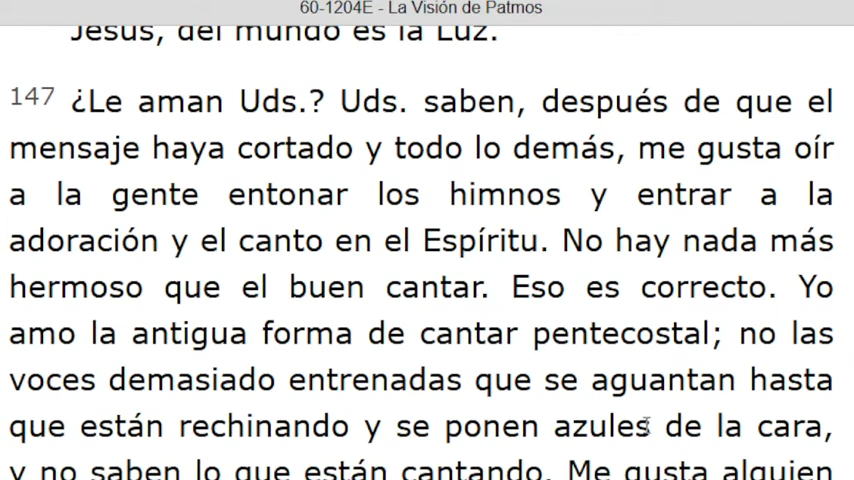 60-1204E - La Visión de Patmos
Jesús, del mundo es la Luz.
147 ¿Le aman Uds.? Uds. saben, después de que el
mensaje haya cortado y todo lo demás, me gusta oír
a la gente entonar los himnos y entrar a la
adoración y el canto en el Espíritu. No hay nada más
hermoso que el buen cantar. Eso es correcto. Yo
amo la antigua forma de cantar pentecostal; no las
voces demasiado entrenadas que se aguantan hasta
que están rechinando y se ponen azules de la cara,
y no saben lo que están cantando. Me gusta alguien